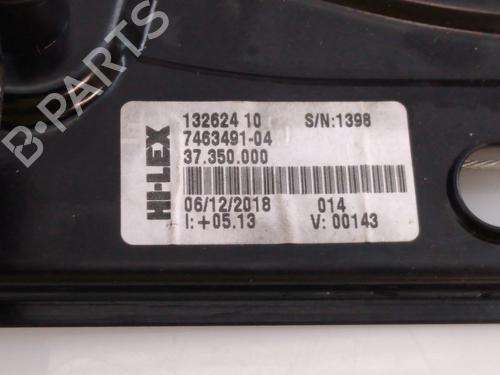 HI-LEX
132624 10 S/N:1398
7463491-04
37.350.000
06/12/2018 014
I:+05.13 V: 00143
B-PARTS